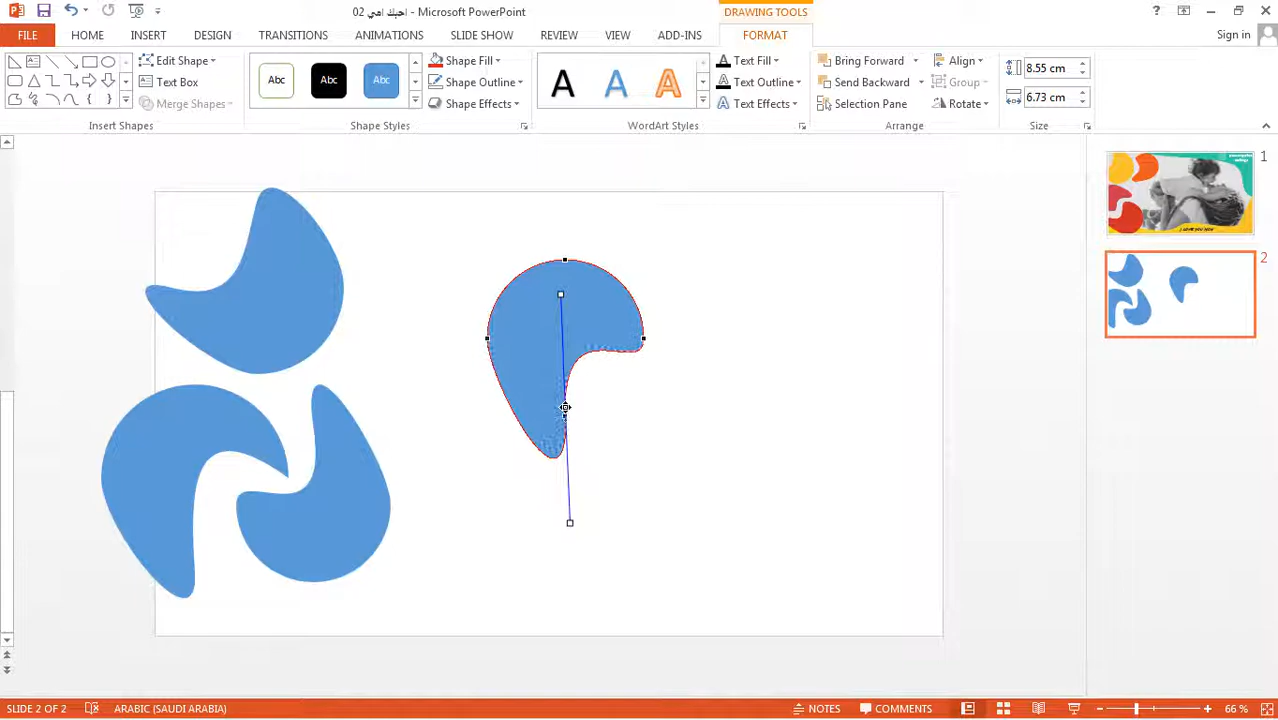 احبك امي 02 - Microsoft PowerPoint
DRAWING TOOLS
FILE HOME INSERT DESIGN TRANSITIONS ANIMATIONS SLIDE SHOW REVIEW VIEW ADD-INS FORMAT
Sign in
Edit Shape
Text Box
Merge Shapes
Insert Shapes
Abc Abc Abc
Shape Fill
Shape Outline
Shape Effects
Shape Styles
A A A
Text Fill
Text Outline
Text Effects
WordArt Styles
Bring Forward
Send Backward
Selection Pane
Align
Group
Rotate
Arrange
8.55 cm
6.73 cm
Size
1
2
SLIDE 2 OF 2 ARABIC (SAUDI ARABIA) NOTES COMMENTS 66 %